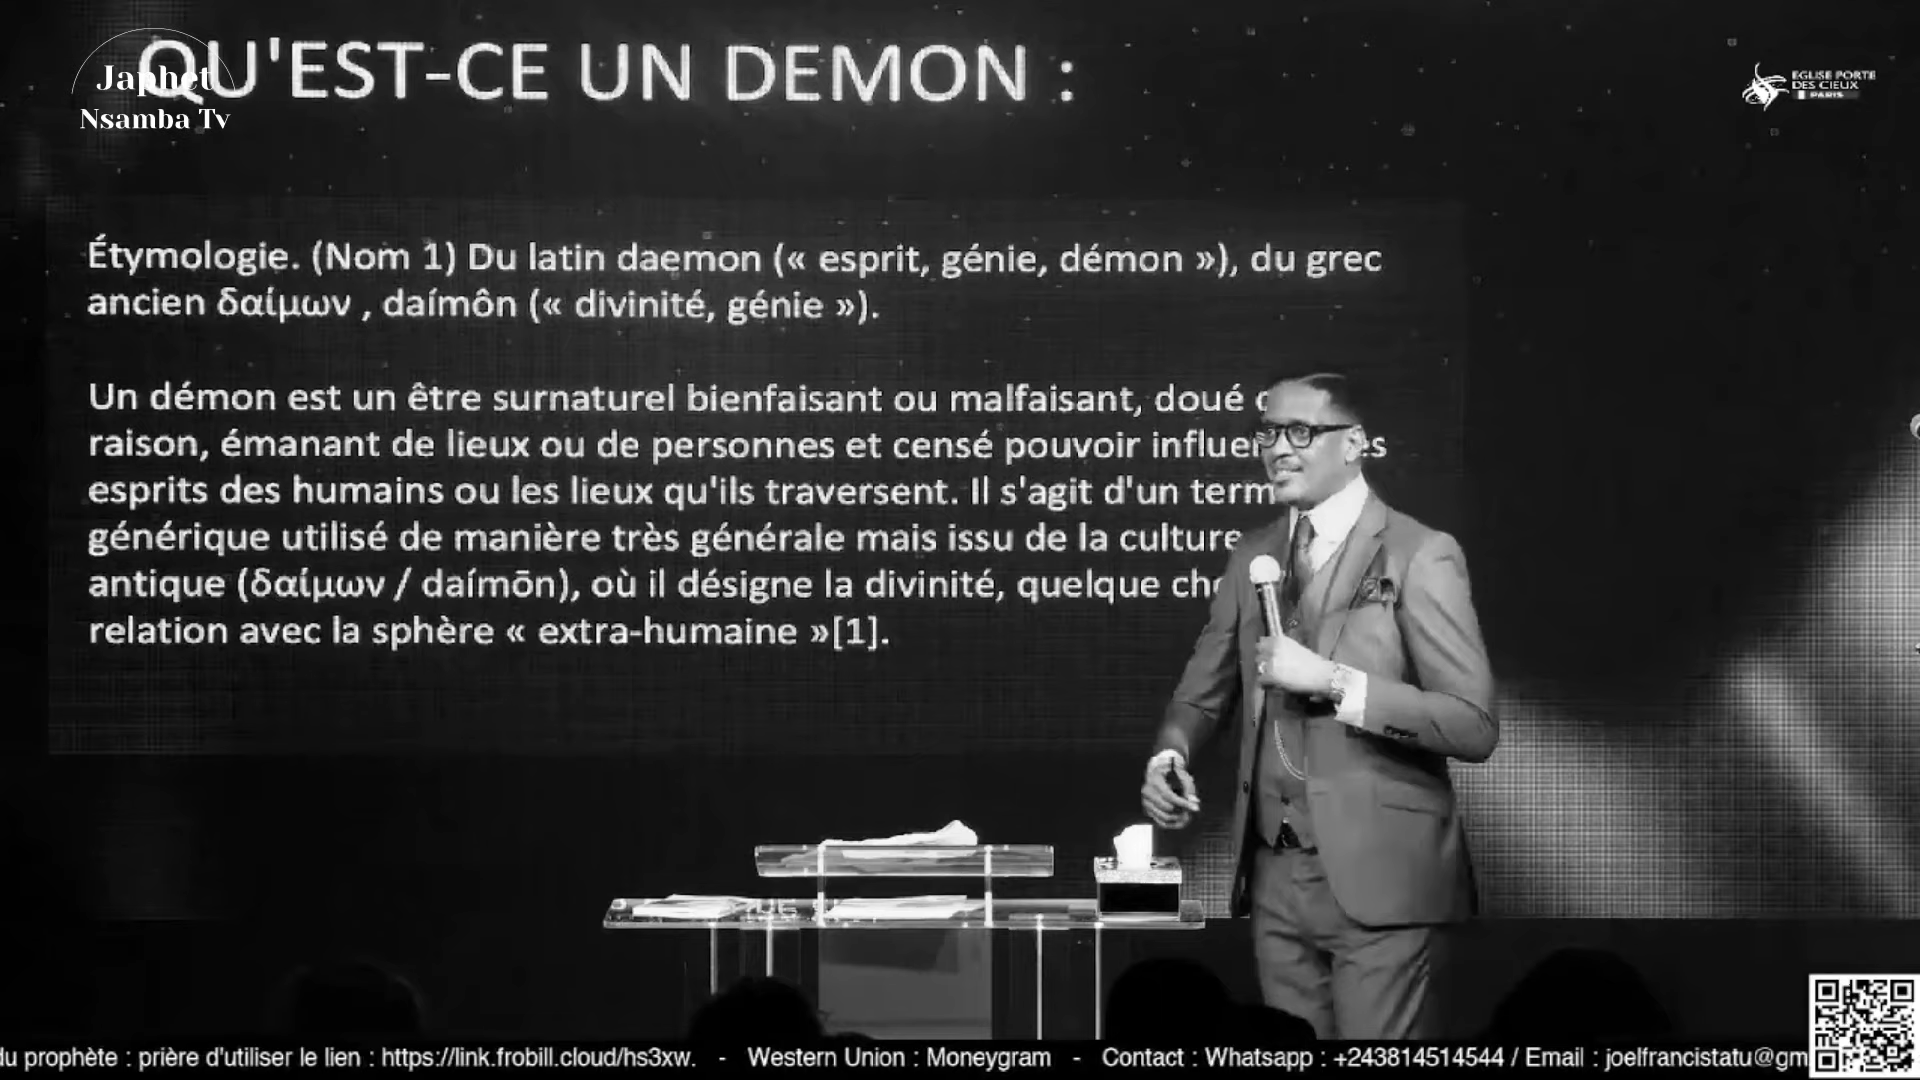 QU'EST-CE UN DEMON :
Japhet
Nsamba Tv
EGLISE PORTE
DES CIEUX
PARIS
Étymologie. (Nom 1) Du latin daemon (« esprit, génie, démon »), du grec
ancien δαίμων , daímôn (« divinité, génie »).
Un démon est un être surnaturel bienfaisant ou malfaisant, doué
raison, émanant de lieux ou de personnes et censé pouvoir
esprits des humains ou les lieux qu'ils traversent. Il s'agit d'un
générique utilisé de manière très générale mais issu de la culture
antique (δαίμων / daímōn), où il désigne la divinité, quelque
relation avec la sphère « extra-humaine »[1].
du prophète : prière d'utiliser le lien : https://link.frobill.cloud/hs3xw. - Western Union : Moneygram - Contact : Whatsapp : +243814514544 / Email : joelfrancistatu@gm